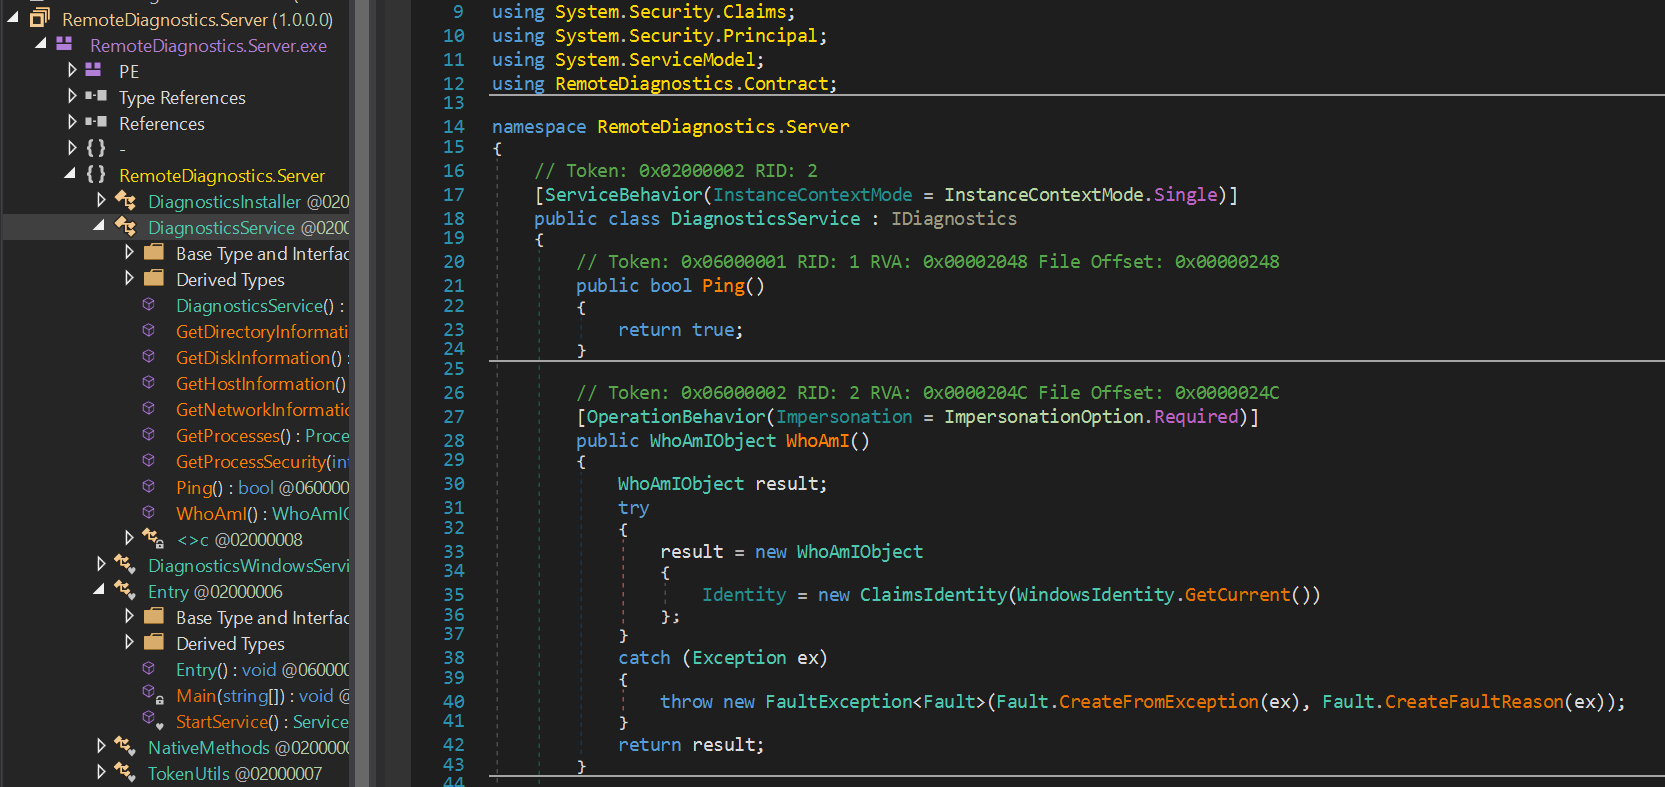 RemoteDiagnostics.Server (1.0.0.0)
RemoteDiagnostics.Server.exe
PE
Type References
References
{ } -
{ } RemoteDiagnostics.Server
DiagnosticsInstaller @020
DiagnosticsService @0200
Base Type and Interfac
Derived Types
DiagnosticsService() :
GetDirectoryInformati
GetDiskInformation() :
GetHostInformation()
GetNetworkInformatio
GetProcesses() : Proce
GetProcessSecurity(int
Ping() : bool @060000
WhoAmI() : WhoAmIO
<>c @02000008
DiagnosticsWindowsServi
Entry @02000006
Base Type and Interfac
Derived Types
Entry() : void @060000
Main(string[]) : void @
StartService() : Service
NativeMethods @0200000
TokenUtils @02000007
9 using System.Security.Claims;
10 using System.Security.Principal;
11 using System.ServiceModel;
12 using RemoteDiagnostics.Contract;
13
14 namespace RemoteDiagnostics.Server
15 {
16 // Token: 0x02000002 RID: 2
17 [ServiceBehavior(InstanceContextMode = InstanceContextMode.Single)]
18 public class DiagnosticsService : IDiagnostics
19 {
20 // Token: 0x06000001 RID: 1 RVA: 0x00002048 File Offset: 0x00000248
21 public bool Ping()
22 {
23 return true;
24 }
25
26 // Token: 0x06000002 RID: 2 RVA: 0x0000204C File Offset: 0x0000024C
27 [OperationBehavior(Impersonation = ImpersonationOption.Required)]
28 public WhoAmIObject WhoAmI()
29 {
30 WhoAmIObject result;
31 try
32 {
33 result = new WhoAmIObject
34 {
35 Identity = new ClaimsIdentity(WindowsIdentity.GetCurrent())
36 };
37 }
38 catch (Exception ex)
39 {
40 throw new FaultException<Fault>(Fault.CreateFromException(ex), Fault.CreateFaultReason(ex));
41 }
42 return result;
43 }
44